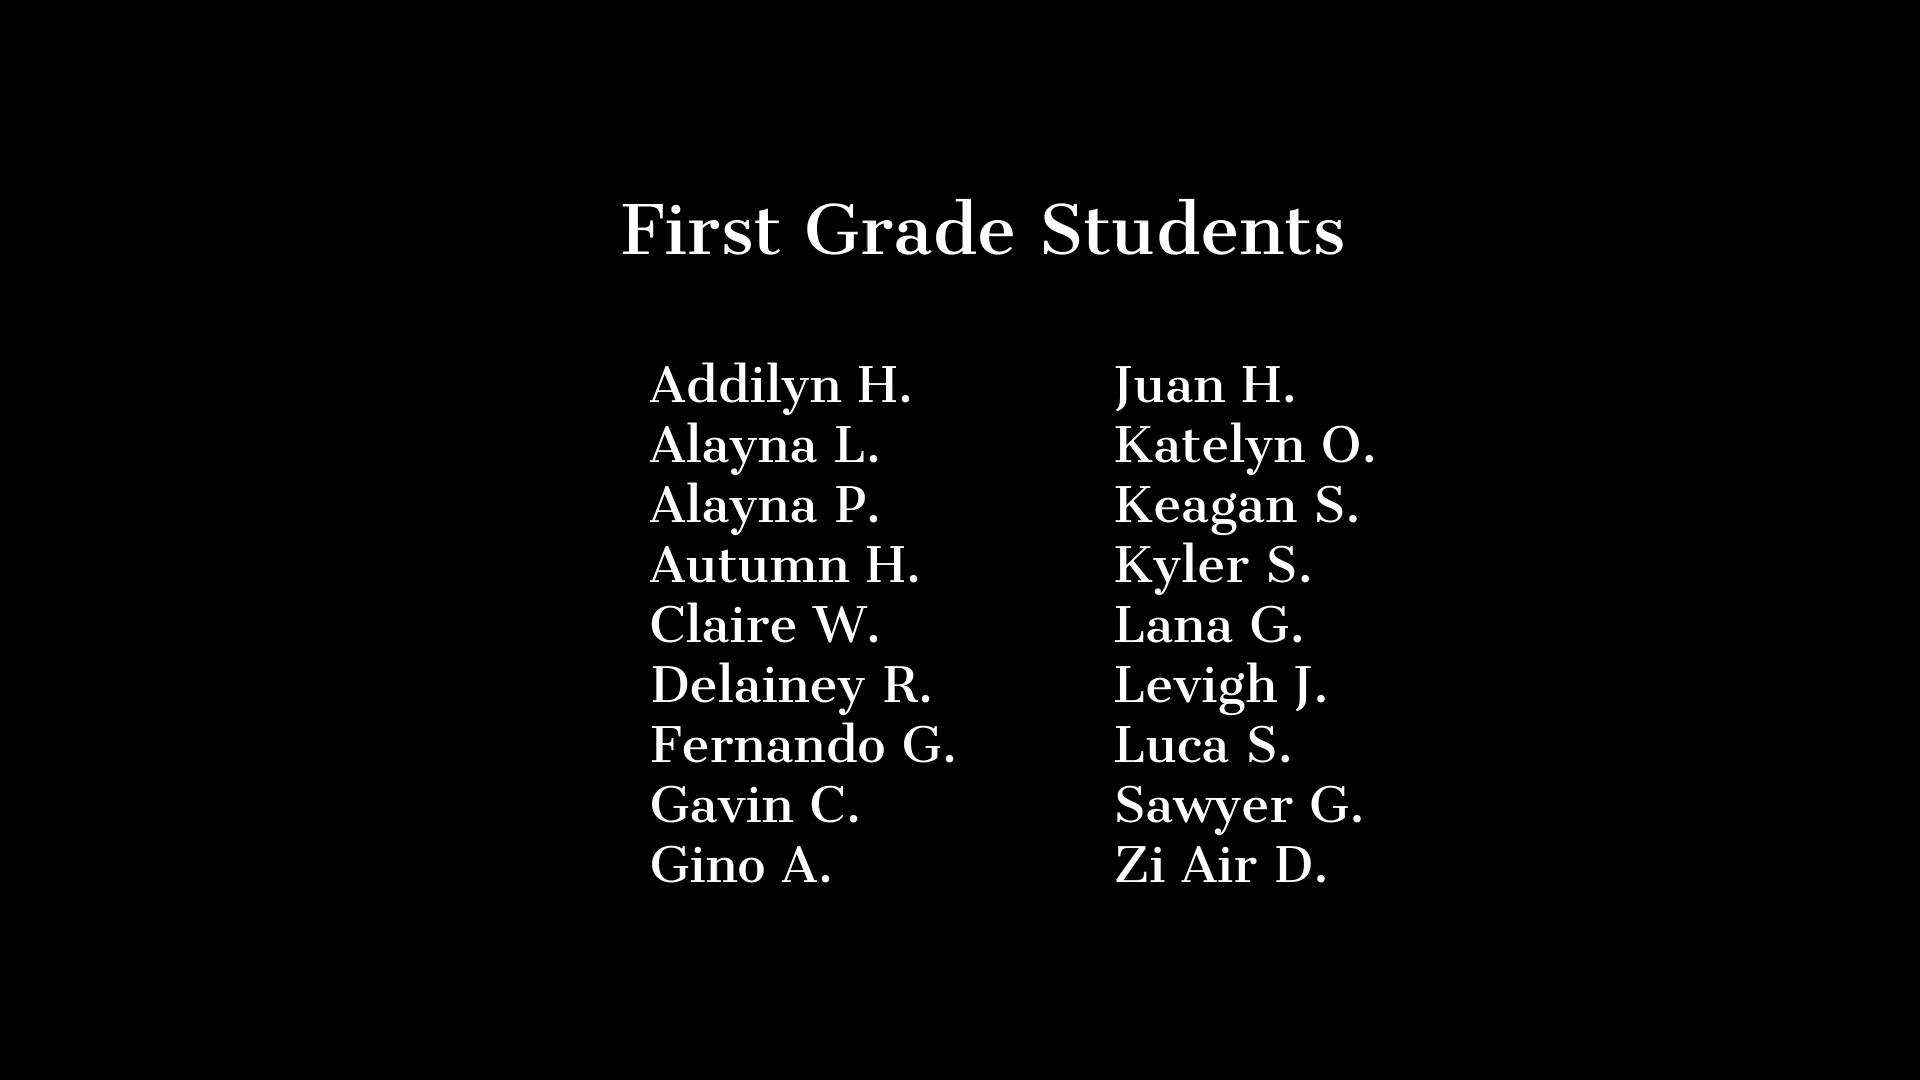 First Grade Students
Addilyn H.
Alayna L.
Alayna P.
Autumn H.
Claire W.
Delainey R.
Fernando G.
Gavin C.
Gino A.
Juan H.
Katelyn O.
Keagan S.
Kyler S.
Lana G.
Levigh J.
Luca S.
Sawyer G.
Zi Air D.